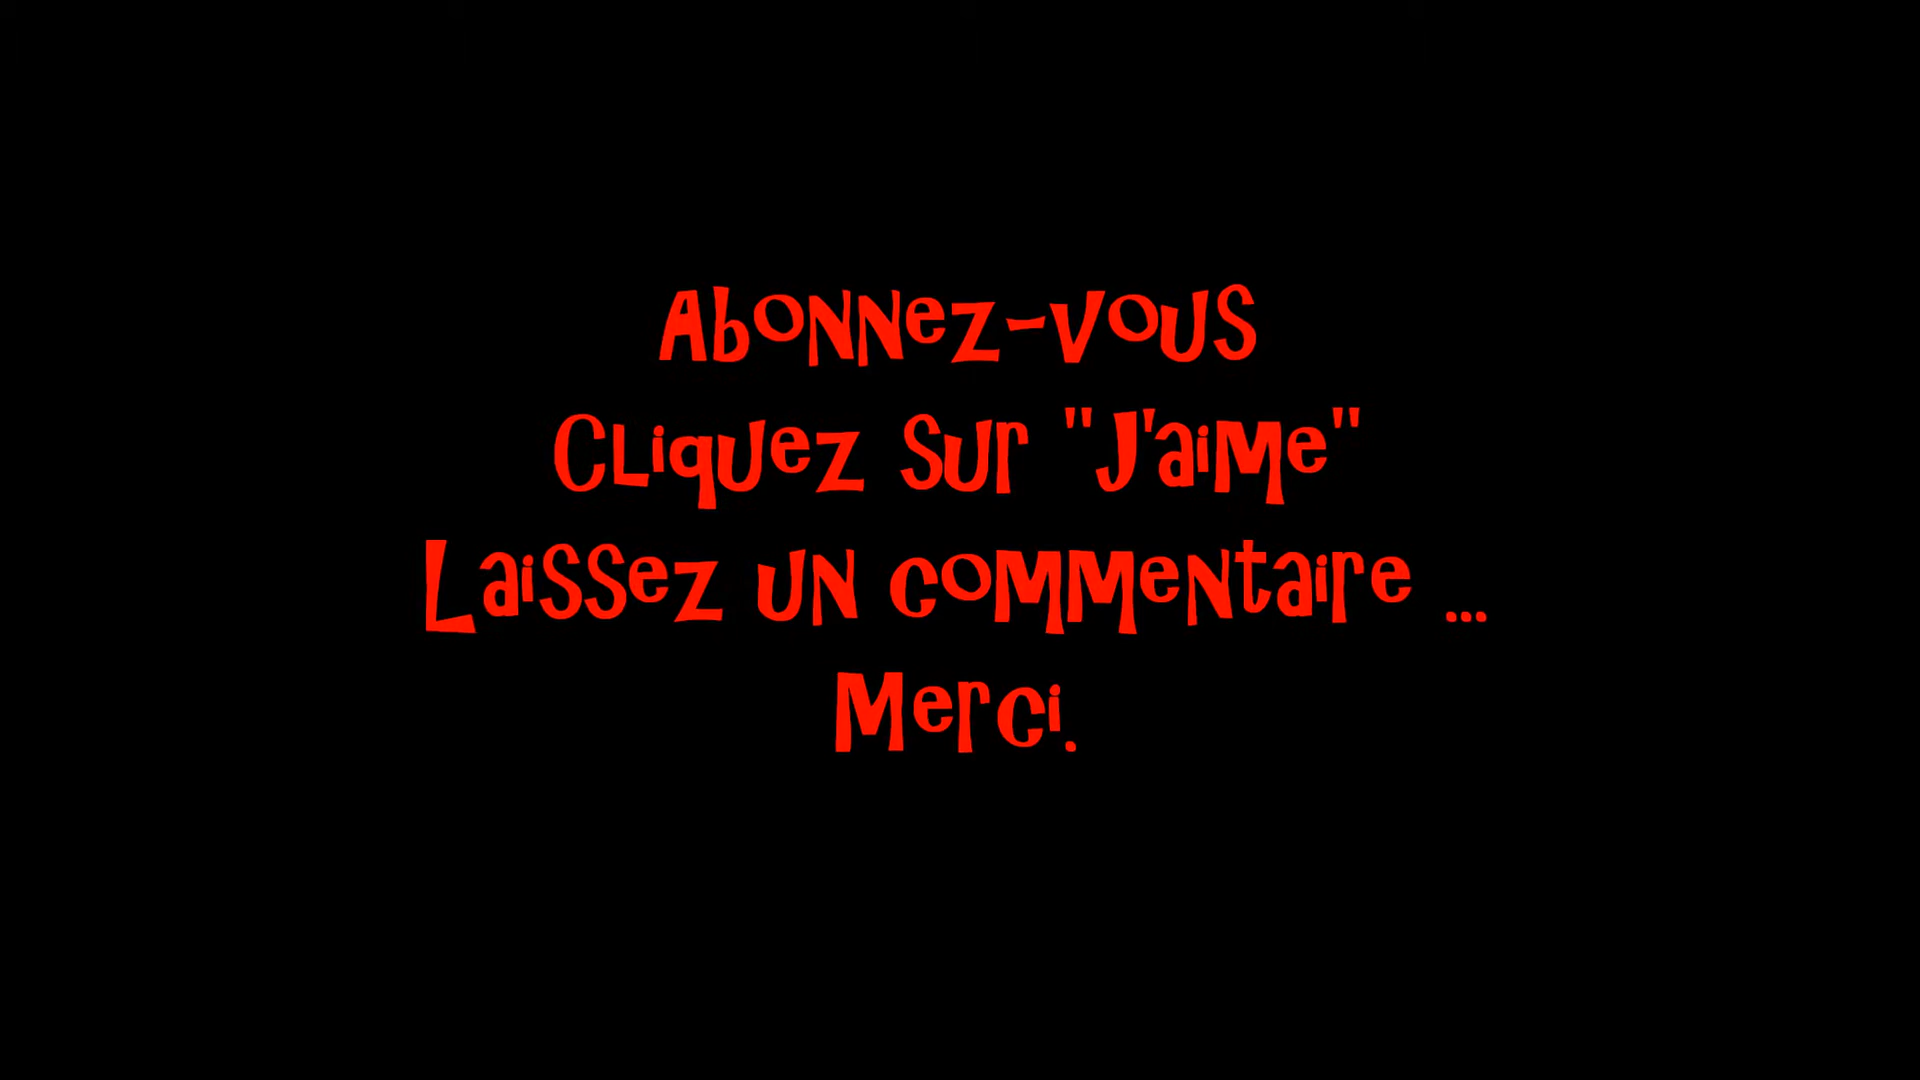 Abonnez-vous
Cliquez sur "J'aime"
Laissez un commentaire ...
Merci.